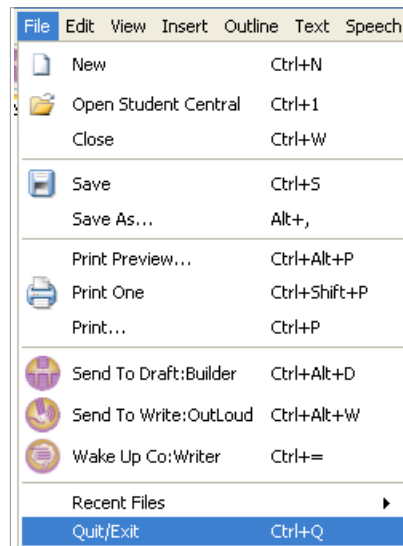 File Edit View Insert Outline Text Speech
New Ctrl+N
Open Student Central Ctrl+1
Close Ctrl+W
Save Ctrl+S
Save As... Alt+,
Print Preview... Ctrl+Alt+P
Print One Ctrl+Shift+P
Print... Ctrl+P
Send To Draft:Builder Ctrl+Alt+D
Send To Write:OutLoud Ctrl+Alt+W
Wake Up Co:Writer Ctrl+=
Recent Files
Quit/Exit Ctrl+Q